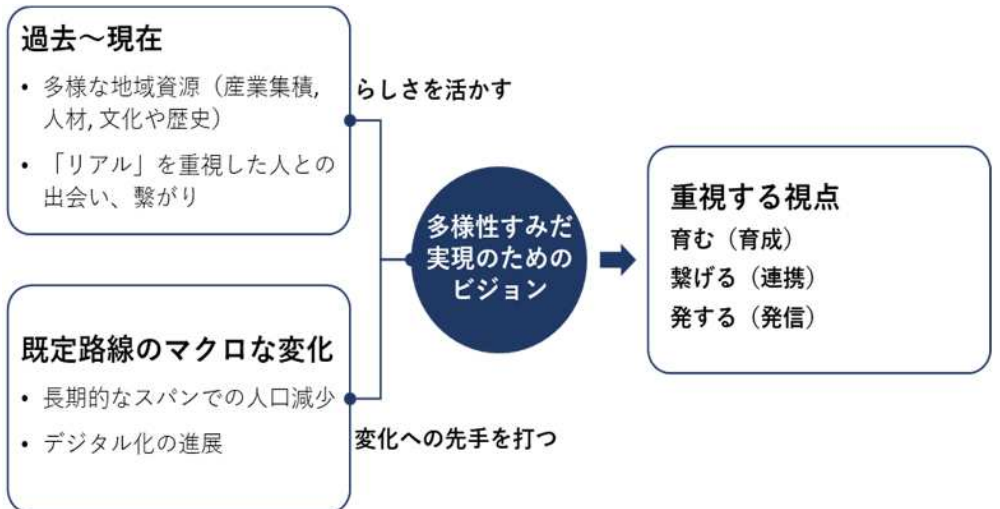 過去～現在
• 多様な地域資源（産業集積,
人材, 文化や歴史）
• 「リアル」を重視した人との
出会い、繋がり
らしさを活かす
既定路線のマクロな変化
• 長期的なスパンでの人口減少
• デジタル化の進展
変化への先手を打つ
多様性すみだ
実現のための
ビジョン
重視する視点
育む（育成）
繋げる（連携）
発する（発信）